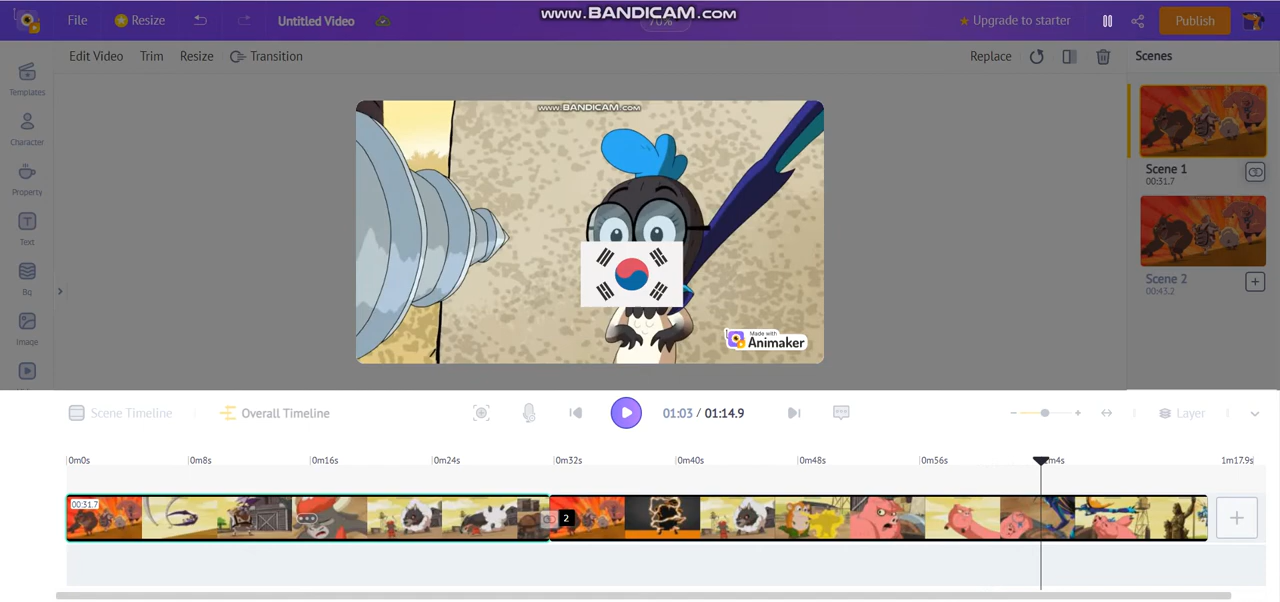 www.BANDICAM.com
File
Resize
Untitled Video
70%
Upgrade to starter
Publish
Edit Video
Trim
Resize
Transition
Replace
Scenes
Templates
Character
Property
Text
Bg
Image
www.BANDICAM.com
Made with
Animaker
Scene 1
00:31.7
Scene 2
00:43.2
Scene Timeline
Overall Timeline
01:03 / 01:14.9
Layer
0m0s
0m8s
0m16s
0m24s
0m32s
0m40s
0m48s
0m56s
1m17.9s
00:31.7
2